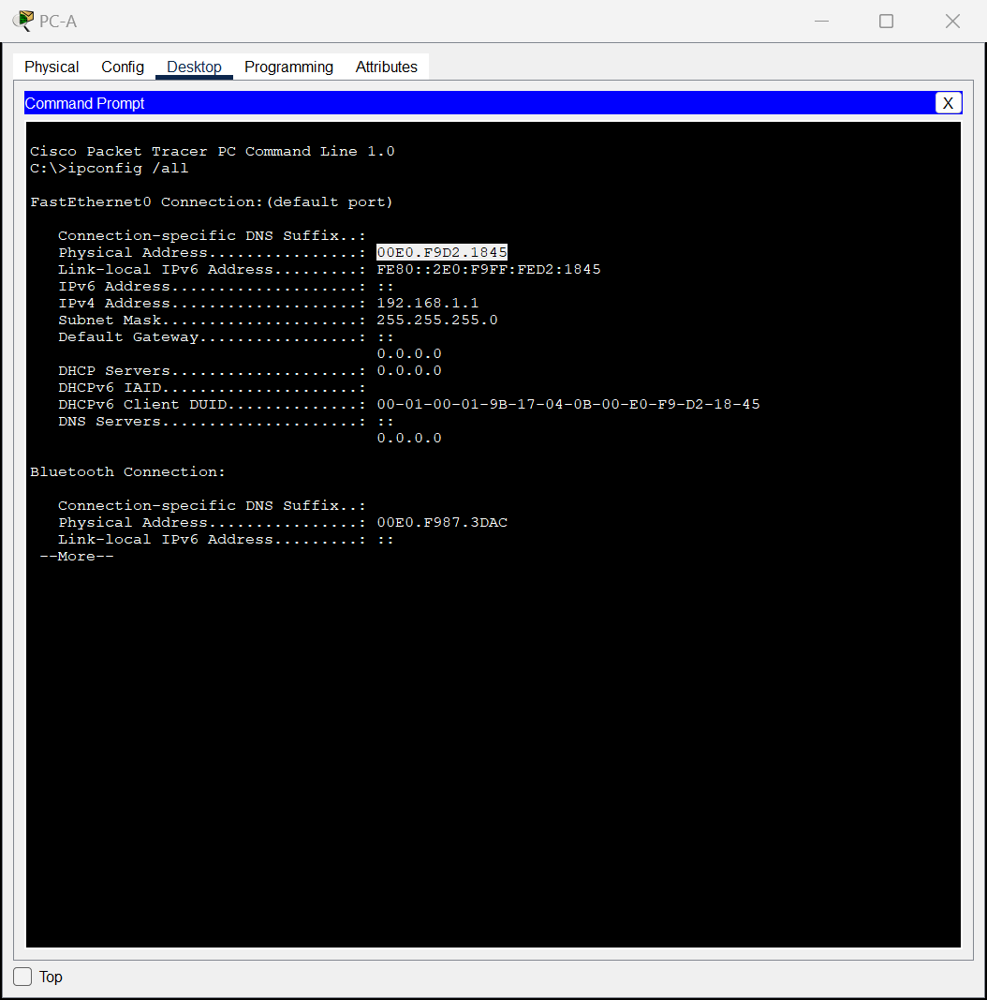 PC-A
Physical Config Desktop Programming Attributes
Command Prompt X
Cisco Packet Tracer PC Command Line 1.0
C:\>ipconfig /all
FastEthernet0 Connection:(default port)
Connection-specific DNS Suffix..:
Physical Address................: 00E0.F9D2.1845
Link-local IPv6 Address.........: FE80::2E0:F9FF:FED2:1845
IPv6 Address....................: ::
IPv4 Address....................: 192.168.1.1
Subnet Mask.....................: 255.255.255.0
Default Gateway.................: ::
0.0.0.0
DHCP Servers....................: 0.0.0.0
DHCPv6 IAID.....................:
DHCPv6 Client DUID..............: 00-01-00-01-9B-17-04-0B-00-E0-F9-D2-18-45
DNS Servers.....................: ::
0.0.0.0
Bluetooth Connection:
Connection-specific DNS Suffix..:
Physical Address................: 00E0.F987.3DAC
Link-local IPv6 Address.........: ::
--More--
Top